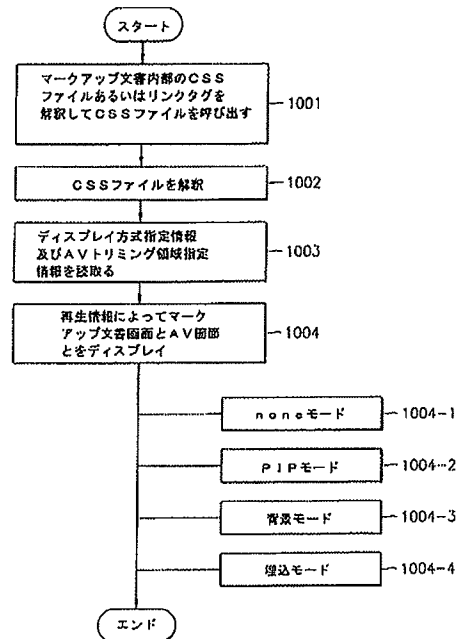 スタート
マークアップ文書内部のCSS
ファイルあるいはリンクタグを
解釈してCSSファイルを呼び出す
1001
CSSファイルを解釈
1002
ディスプレイ方式指定情報
及びAVトリミング領域指定
情報を読取る
1003
再生情報によってマーク
アップ文書画面とAV画面
とをディスプレイ
1004
noneモード
1004-1
PIPモード
1004-2
背景モード
1004-3
埋込モード
1004-4
エンド